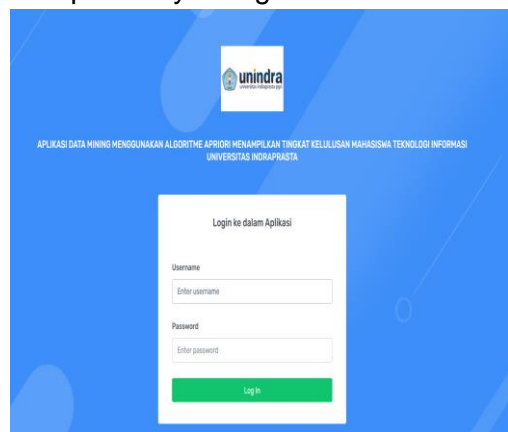 unindra
universitas indraprasta pgri
APLIKASI DATA MINING MENGGUNAKAN ALGORITME APRIORI MENAMPILKAN TINGKAT KELULUSAN MAHASISWA TEKNOLOGI INFORMASI
UNIVERSITAS INDRAPRASTA
Login ke dalam Aplikasi
Username
Enter username
Password
Enter password
Log In